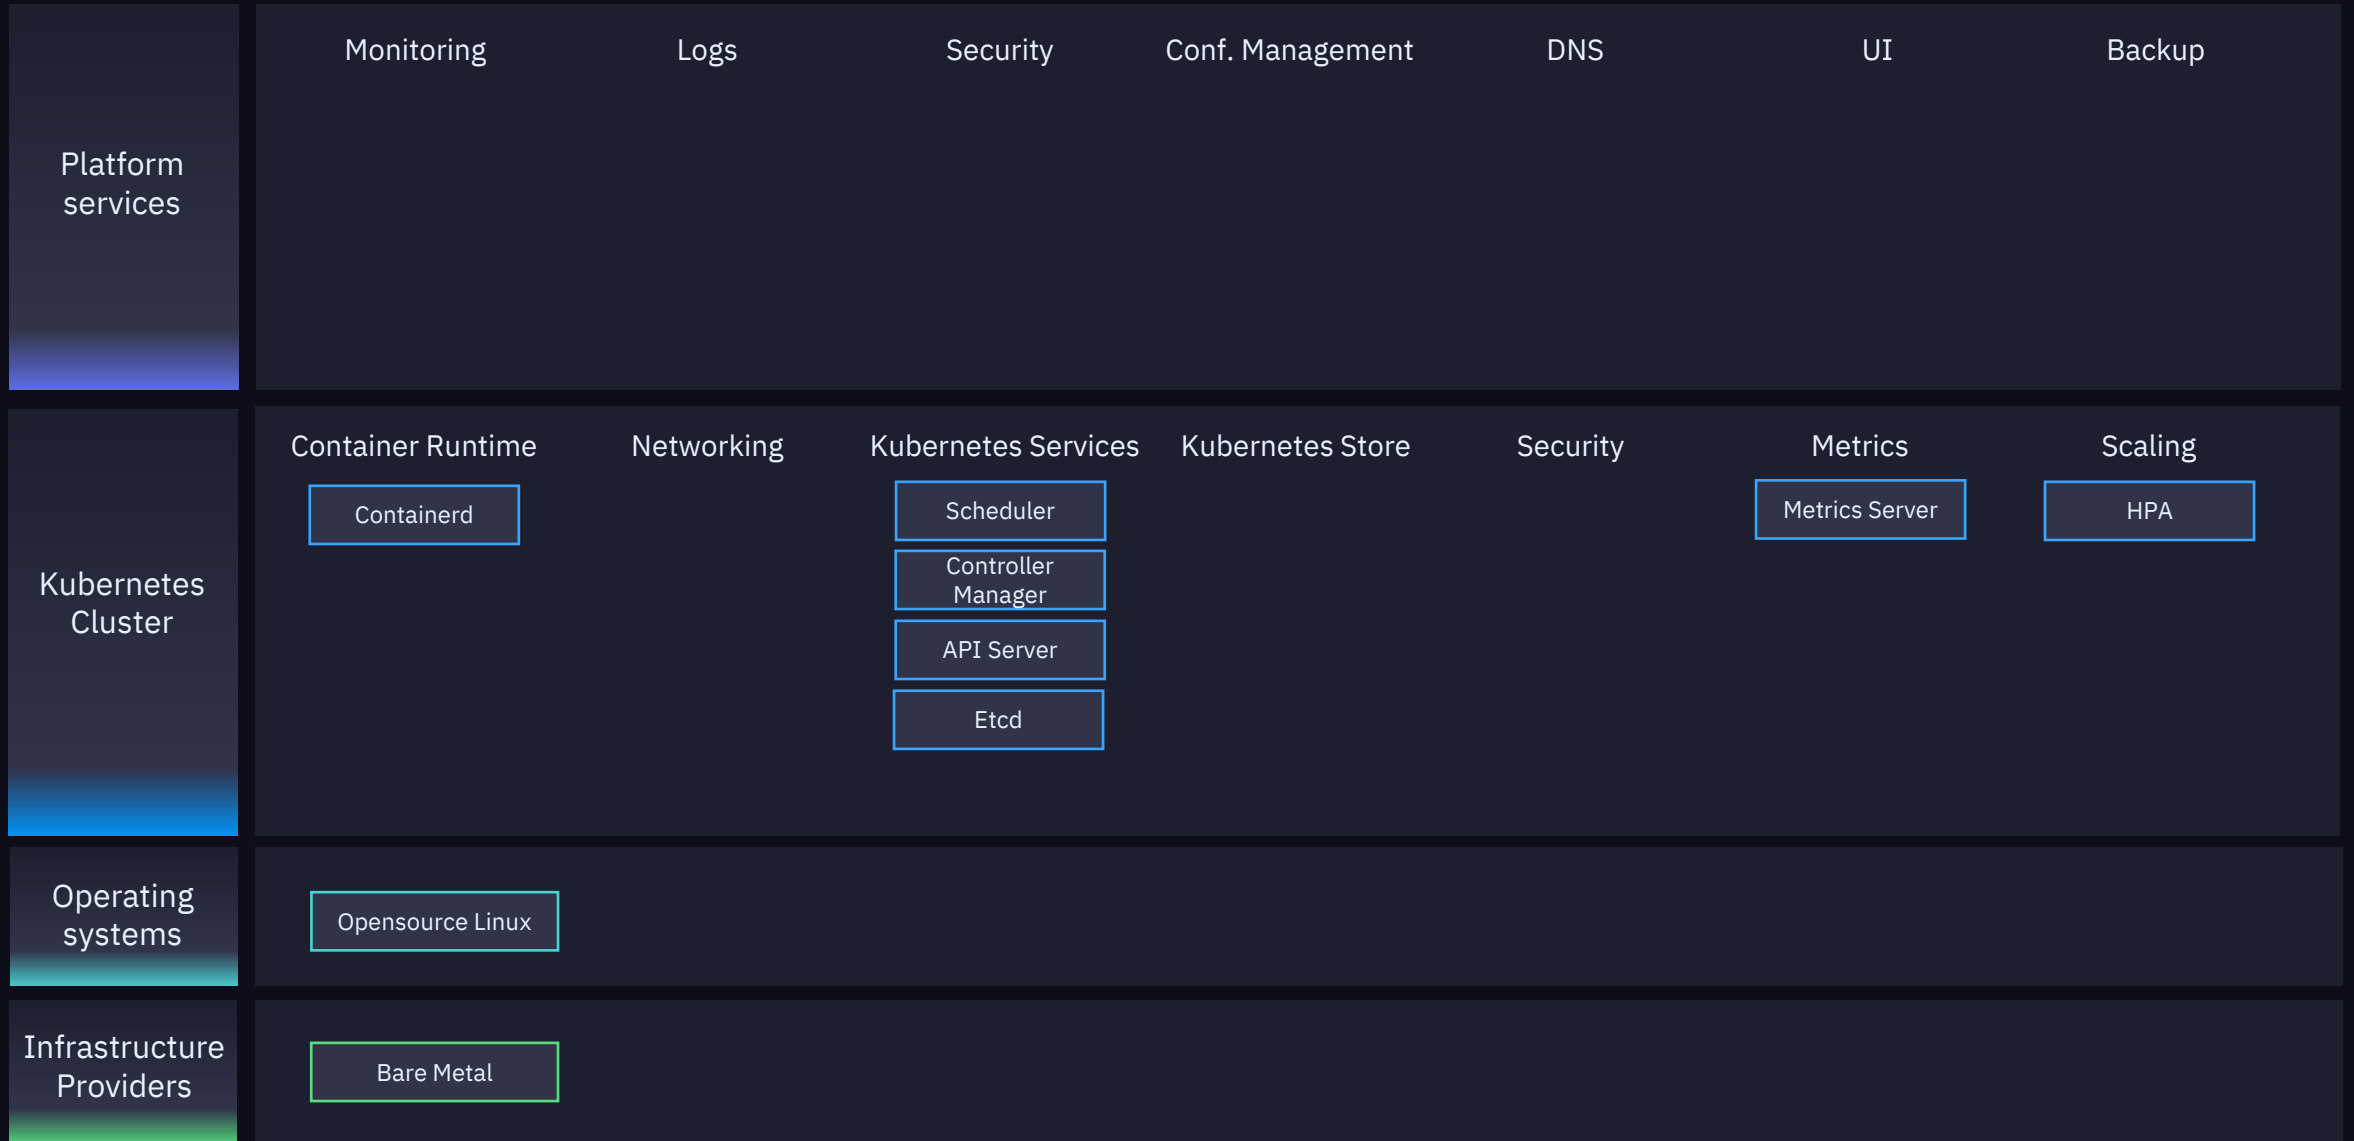 Platform
services
Monitoring
Logs
Security
Conf. Management
DNS
UI
Backup
Kubernetes
Cluster
Container Runtime
Containerd
Networking
Kubernetes Services
Scheduler
Controller
Manager
API Server
Etcd
Kubernetes Store
Security
Metrics
Metrics Server
Scaling
HPA
Operating
systems
Opensource Linux
Infrastructure
Providers
Bare Metal